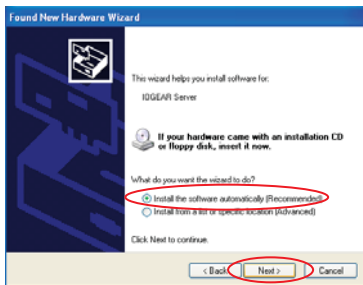 Found New Hardware Wizard
This wizard helps you install software for:
IOGEAR Server
If your hardware came with an installation CD
or floppy disk, insert it now.
What do you want the wizard to do?
Install the software automatically (Recommended)
Install from a list or specific location (Advanced)
Click Next to continue.
< Back
Next >
Cancel